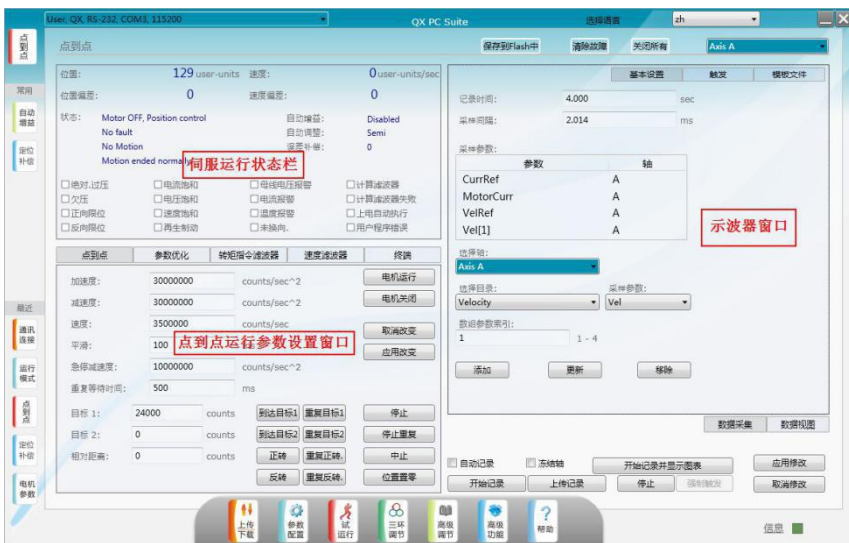 User, QX, RS-232, COM3, 115200 QX PC Suite 选择语言 zh
点到点 点到点 保存到Flash中 清除故障 关闭所有 Axis A
常用
自动增益
定位补偿
最近
通讯连接
运行模式
点到点
定位补偿
电机参数
位置: 129 user-units 速度: 0 user-units/sec
位置偏差: 0 速度偏差: 0
状态: Motor OFF, Position control 自动增益: Disabled
No fault 自动调整: Semi
No Motion 误差补偿: 0
Motion ended normally
伺服运行状态栏
绝对.过压 电流饱和 母线电压报警 计算滤波器
欠压 电压饱和 电流报警 计算滤波器失败
正向限位 速度饱和 温度报警 上电自动执行
反向限位 再生制动 未换向. 用户程序错误
点到点 参数优化 转矩指令滤波器 速度滤波器 终端
加速度: 30000000 counts/sec^2 电机运行
减速度: 30000000 counts/sec^2 电机关闭
速度: 3500000 counts/sec 取消改变
平滑: 100 点到点运行参数设置窗口 应用改变
急停减速度: 10000000 counts/sec^2
重复等待时间: 500 ms
目标 1: 24000 counts 到达目标1 重复目标1 停止
目标 2: 0 counts 到达目标2 重复目标2 停止重复
相对距离: 0 counts 正转 重复正转. 中止
反转 重复反转. 位置置零
基本设置 触发 模板文件
记录时间: 4.000 sec
采样间隔: 2.014 ms
采样参数:
参数 轴
CurrRef A
MotorCurr A
VelRef A
Vel[1] A
示波器窗口
选择轴:
Axis A
选择目录: 采样参数:
Velocity Vel
数组参数索引:
1 1 - 4
添加 更新 移除
数据采集 数据视图
自动记录 冻结轴 开始记录并显示图表 应用修改
开始记录 上传记录 停止 强制触发 取消修改
上传下载 参数配置 试运行 三环调节 高级调节 高级功能 帮助
信息